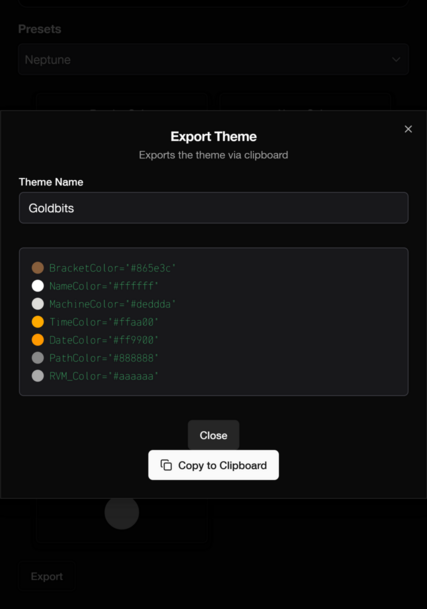 Presets
Neptune
Export Theme
Exports the theme via clipboard
Theme Name
Goldbits
BracketColor="#865e3c"
NameColor="#ffffff"
MachineColor="#deddda"
TimeColor="#ffaa00"
DateColor="#ff9900"
PathColor="#888888"
RVM_Color="#aaaaaa"
Close
Copy to Clipboard
Export